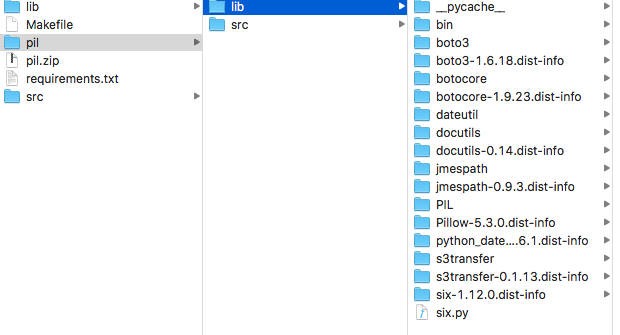 lib
Makefile
pil
pil.zip
requirements.txt
src
lib
src
__pycache__
bin
boto3
boto3-1.6.18.dist-info
botocore
botocore-1.9.23.dist-info
dateutil
docutils
docutils-0.14.dist-info
jmespath
jmespath-0.9.3.dist-info
PIL
Pillow-5.3.0.dist-info
python_date....6.1.dist-info
s3transfer
s3transfer-0.1.13.dist-info
six-1.12.0.dist-info
six.py